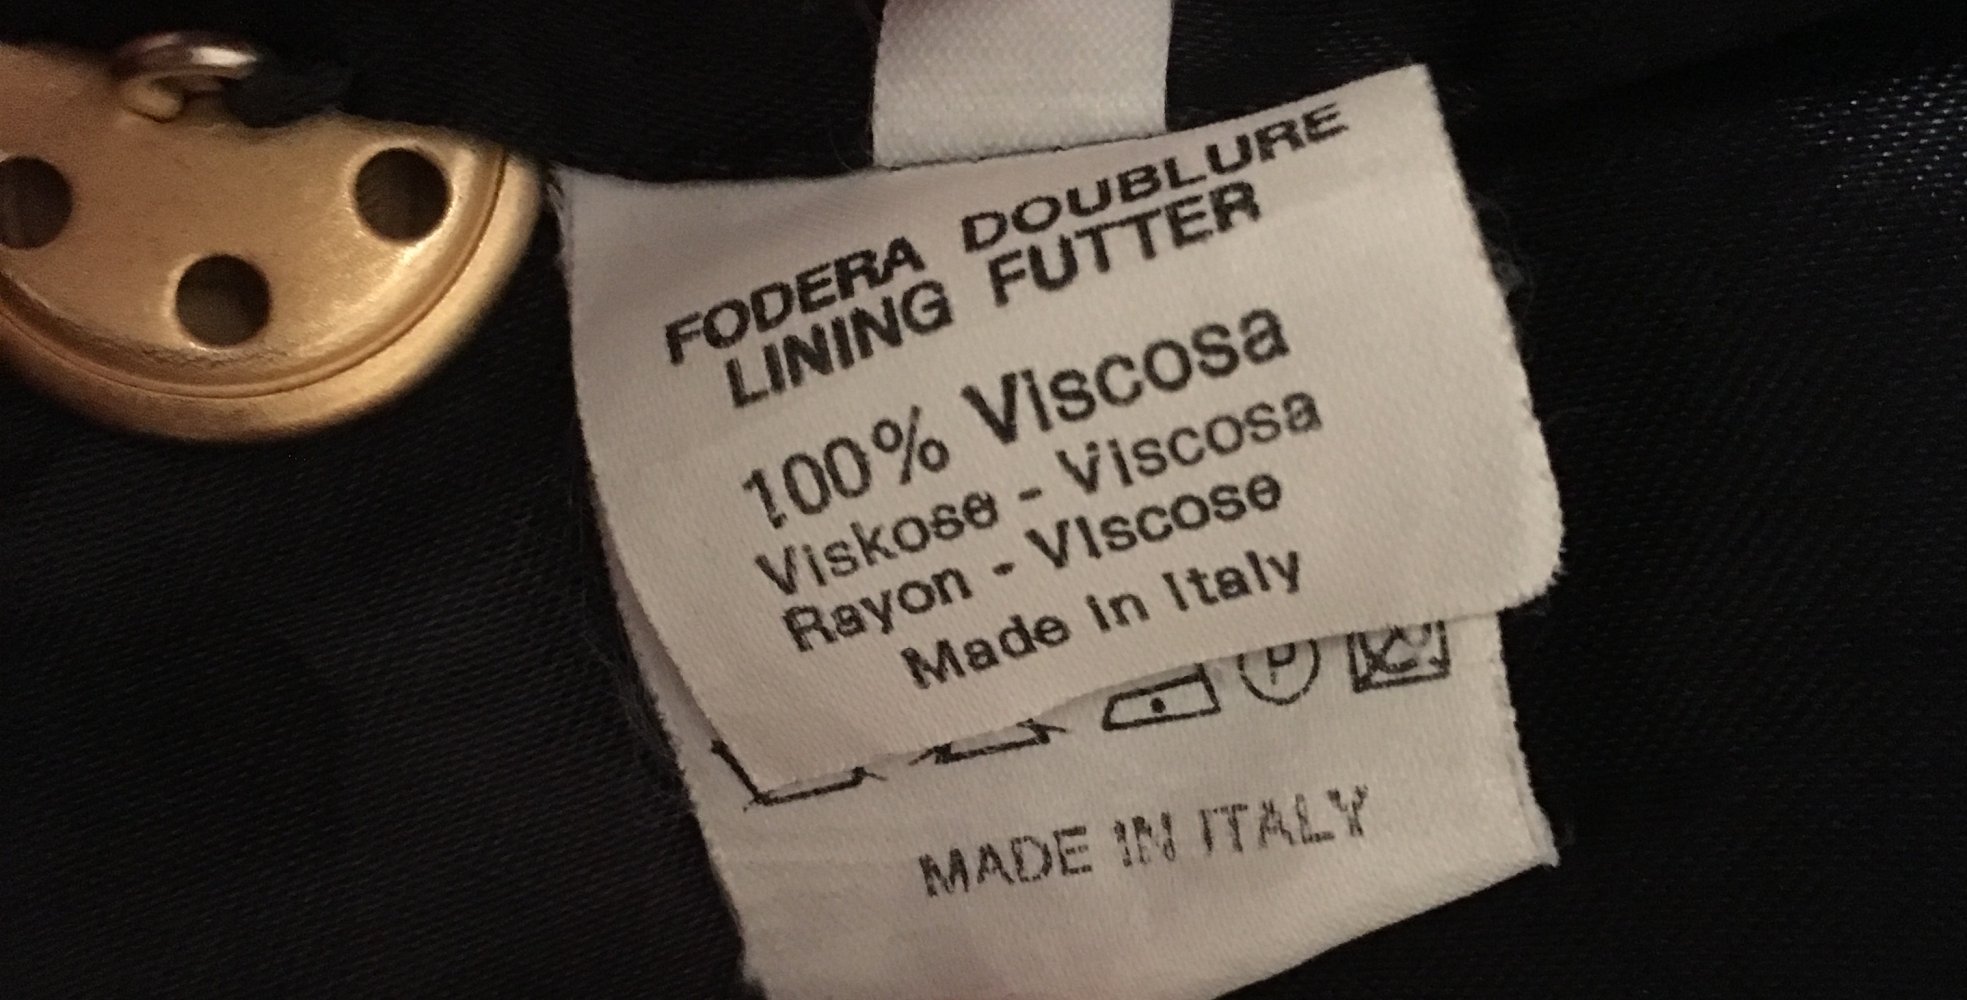 FODERA DOUBLURE
LINING FUTTER
100% Viscosa
Viskose - Viscosa
Rayon - Viscose
Made in Italy
P
MADE IN ITALY